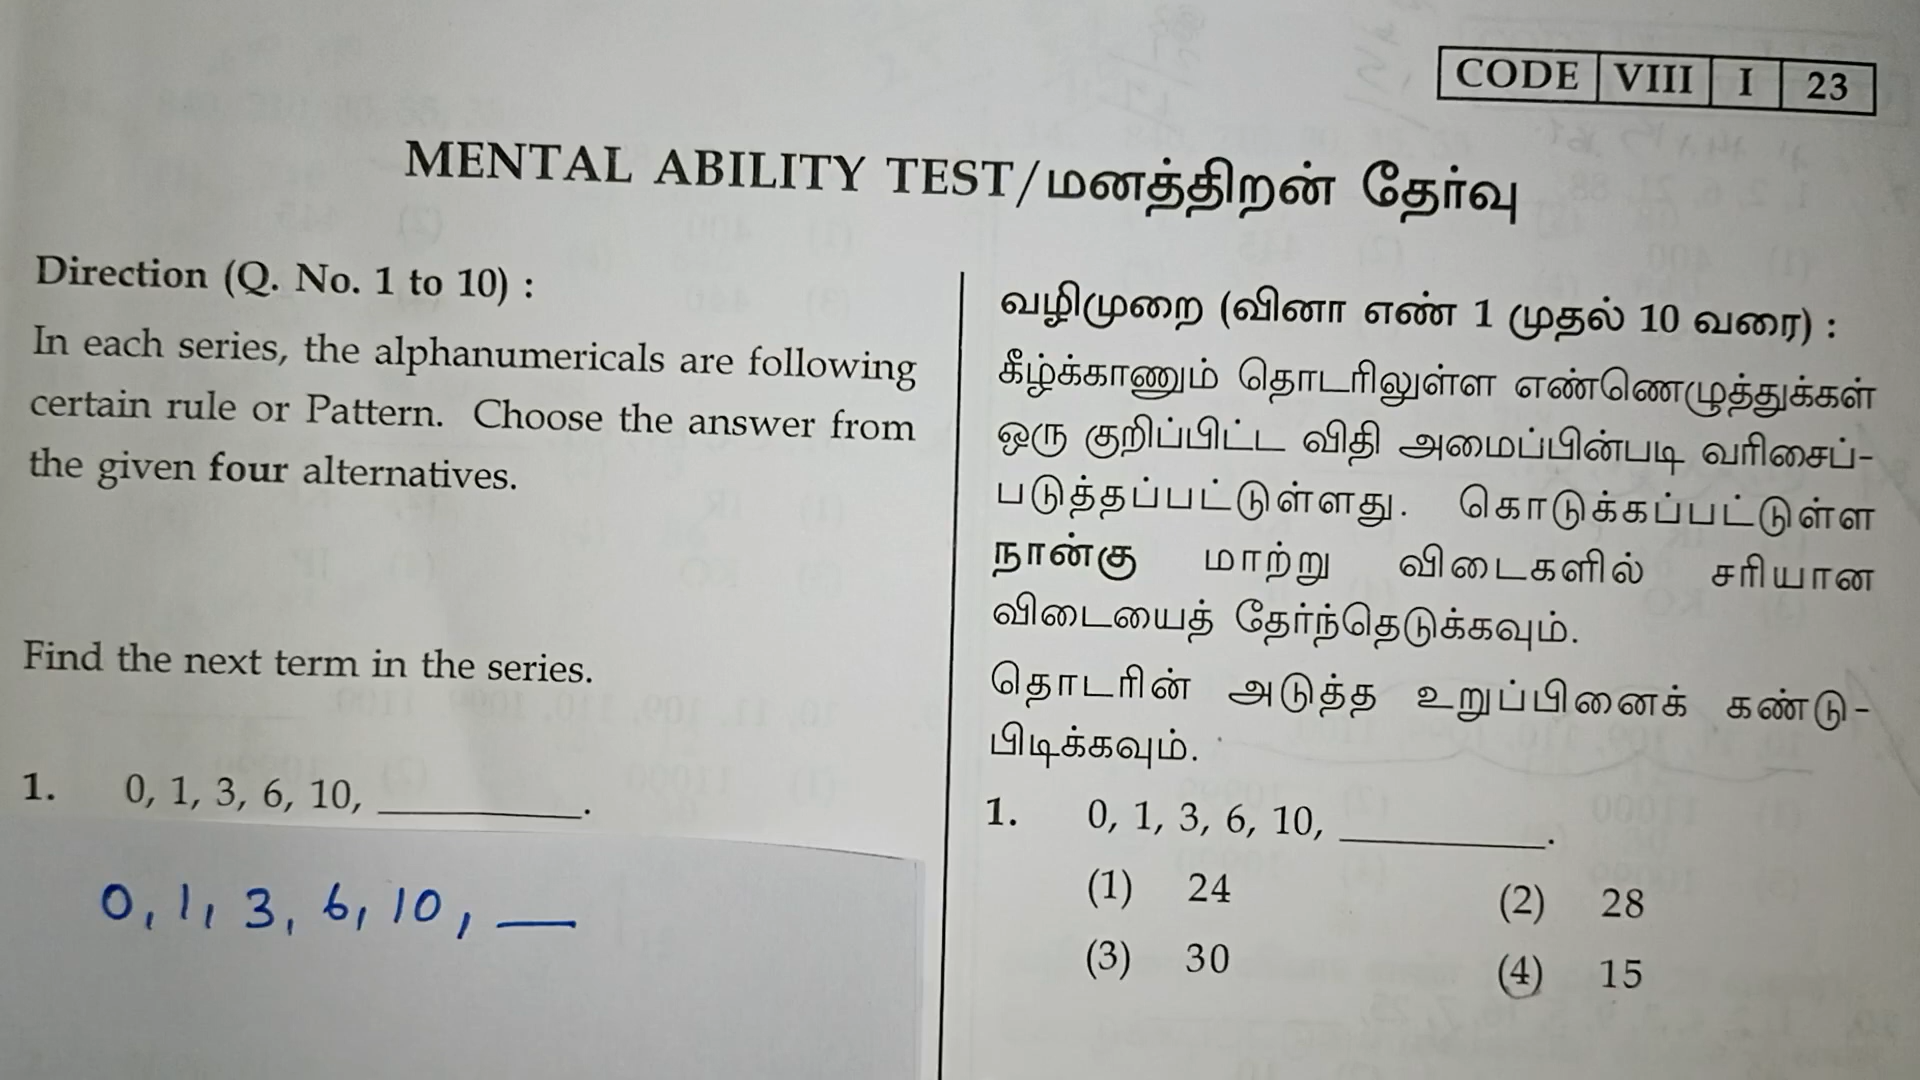 CODE VIII I 23
MENTAL ABILITY TEST/மனத்திறன் தேர்வு
Direction (Q. No. 1 to 10) :
In each series, the alphanumericals are following
certain rule or Pattern. Choose the answer from
the given four alternatives.
Find the next term in the series.
1. 0, 1, 3, 6, 10, __________.
0, 1, 3, 6, 10, __
வழிமுறை (வினா எண் 1 முதல் 10 வரை) :
கீழ்க்காணும் தொடரிலுள்ள எண்ணெழுத்துக்கள்
ஒரு குறிப்பிட்ட விதி அமைப்பின்படி வரிசைப்-
படுத்தப்பட்டுள்ளது. கொடுக்கப்பட்டுள்ள
நான்கு மாற்று விடைகளில் சரியான
விடையைத் தேர்ந்தெடுக்கவும்.
தொடரின் அடுத்த உறுப்பினைக் கண்டு-
பிடிக்கவும்.
1. 0, 1, 3, 6, 10, __________.
(1) 24 (2) 28
(3) 30 (4) 15